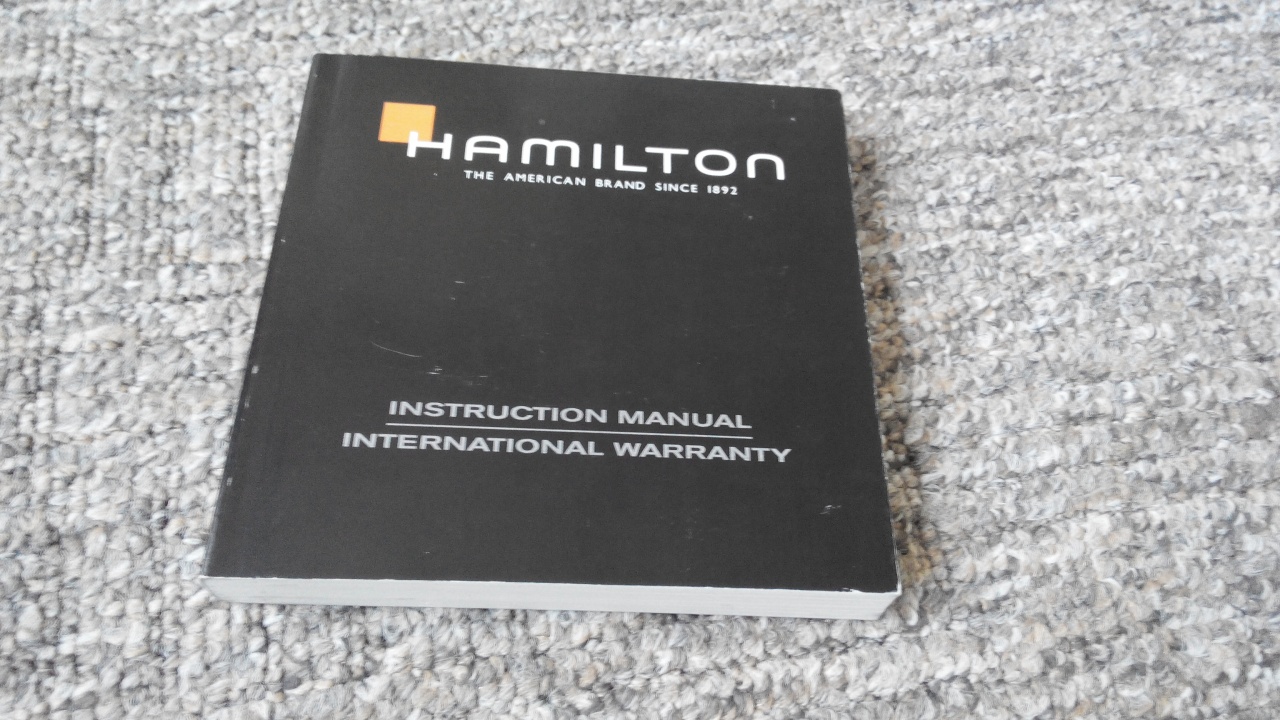 HAMILTON
THE AMERICAN BRAND SINCE 1892
INSTRUCTION MANUAL
INTERNATIONAL WARRANTY